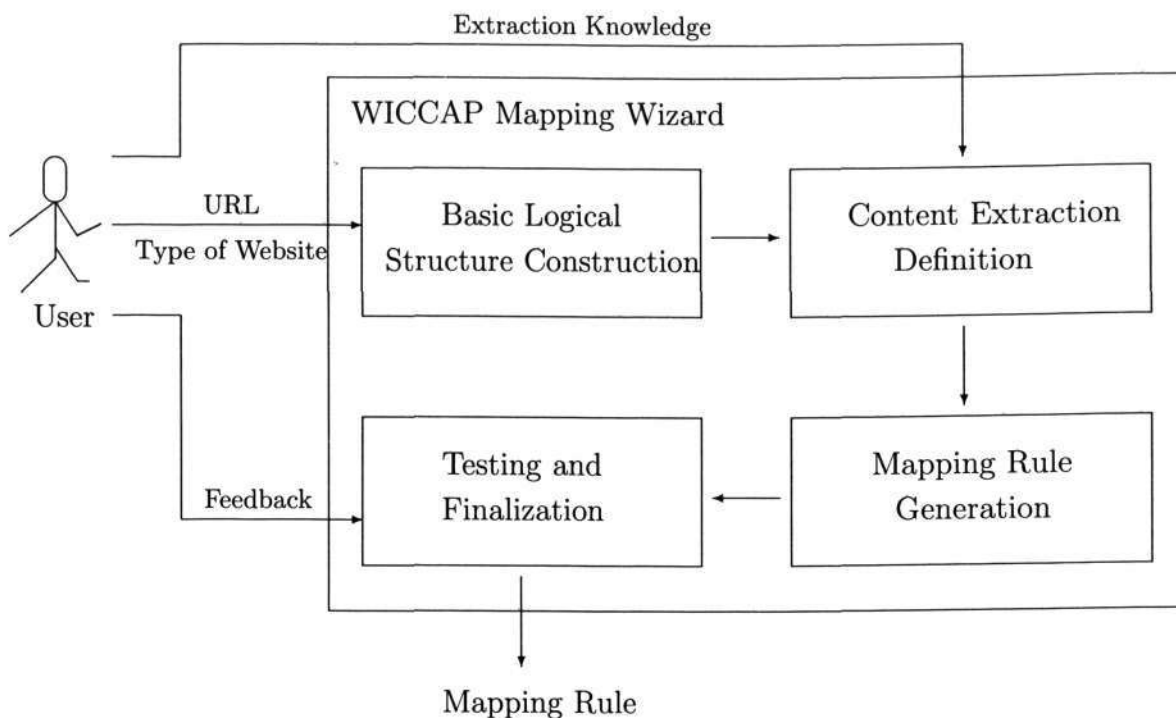 Extraction Knowledge
WICCAP Mapping Wizard
URL
Type of Website
User
Basic Logical
Structure Construction
Content Extraction
Definition
Mapping Rule
Generation
Testing and
Finalization
Feedback
Mapping Rule